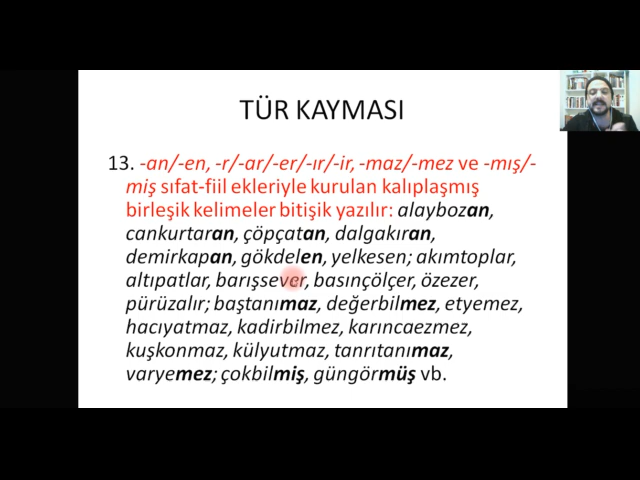 TÜR KAYMASI
13. -an/-en, -r/-ar/-er/-ır/-ir, -maz/-mez ve -mış/-
miş sıfat-fiil ekleriyle kurulan kalıplaşmış
birleşik kelimeler bitişik yazılır: alaybozan,
cankurtaran, çöpçatan, dalgakıran,
demirkapan, gökdelen, yelkesen; akımtoplar,
altıpatlar, barışsever, basınçölçer, özezer,
pürüzalır; baştanımaz, değerbilmez, etyemez,
hacıyatmaz, kadirbilmez, karıncaezmez,
kuşkonmaz, külyutmaz, tanrıtanımaz,
varyemez; çokbilmiş, güngörmüş vb.